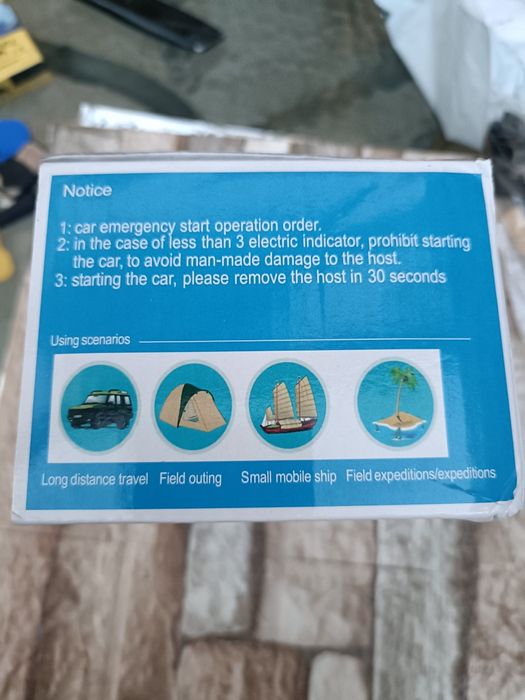 Notice
1: car emergency start operation order.
2: in the case of less than 3 electric indicator, prohibit starting
the car, to avoid man-made damage to the host.
3: starting the car, please remove the host in 30 seconds
Using scenarios
Long distance travel Field outing Small mobile ship Field expeditions/expeditions